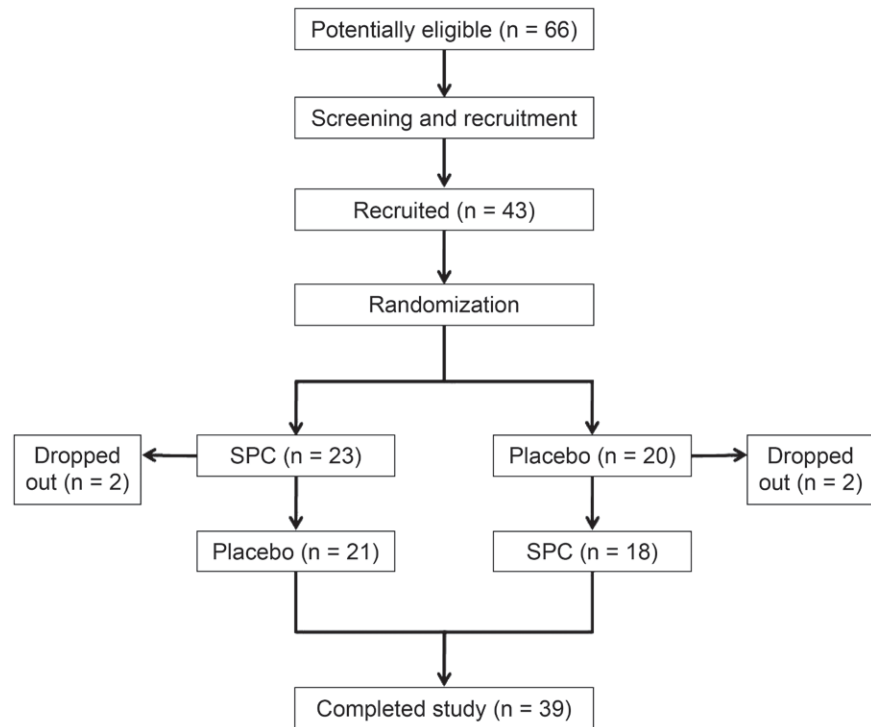 Potentially eligible (n = 66)
Screening and recruitment
Recruited (n = 43)
Randomization
Dropped
out (n = 2)
SPC (n = 23)
Placebo (n = 20)
Dropped
out (n = 2)
Placebo (n = 21)
SPC (n = 18)
Completed study (n = 39)